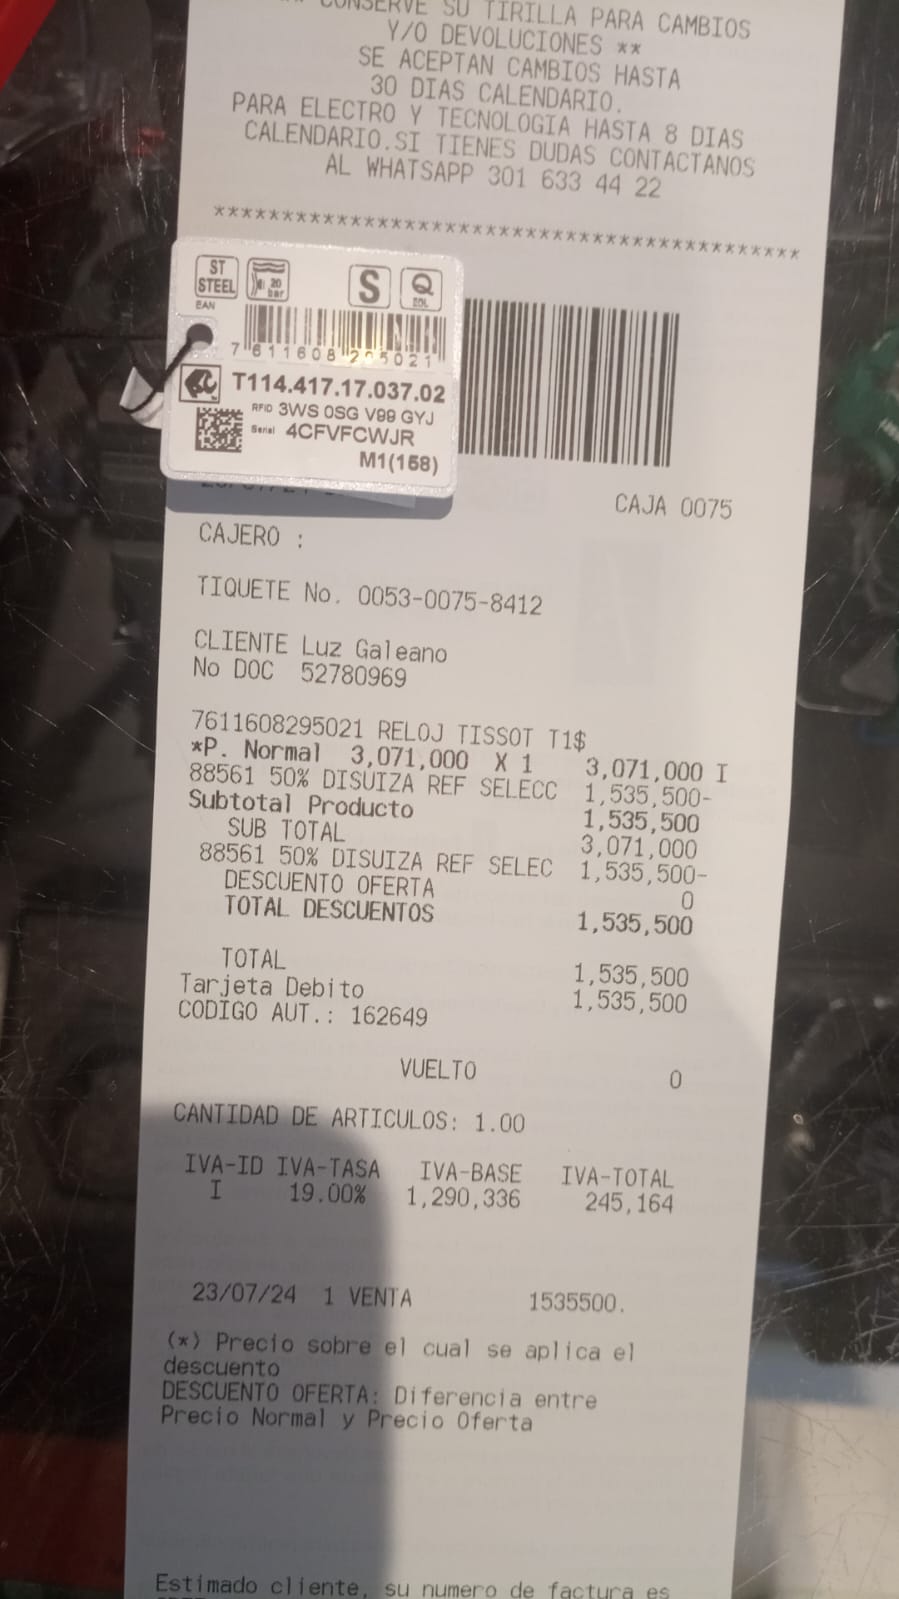 CONSERVE SU TIRILLA PARA CAMBIOS
Y/O DEVOLUCIONES **
SE ACEPTAN CAMBIOS HASTA
30 DIAS CALENDARIO.
PARA ELECTRO Y TECNOLOGIA HASTA 8 DIAS
CALENDARIO.SI TIENES DUDAS CONTACTANOS
AL WHATSAPP 301 633 44 22
*******************************************
ST STEEL
20 bar
S
Q
EOL
EAN
7 611608 295021
T114.417.17.037.02
RFID 3WS 0SG V99 GYJ
Serial 4CFVFCWJR
M1(158)
CAJA 0075
CAJERO :
TIQUETE No. 0053-0075-8412
CLIENTE Luz Galeano
No DOC 52780969
7611608295021 RELOJ TISSOT T1$
*P. Normal 3,071,000 X 1 3,071,000 I
88561 50% DISUIZA REF SELECC 1,535,500-
Subtotal Producto 1,535,500
SUB TOTAL 3,071,000
88561 50% DISUIZA REF SELEC 1,535,500-
DESCUENTO OFERTA 0
TOTAL DESCUENTOS 1,535,500
TOTAL 1,535,500
Tarjeta Debito 1,535,500
CODIGO AUT.: 162649
VUELTO 0
CANTIDAD DE ARTICULOS: 1.00
IVA-ID IVA-TASA IVA-BASE IVA-TOTAL
I 19.00% 1,290,336 245,164
23/07/24 1 VENTA 1535500.
(*) Precio sobre el cual se aplica el
descuento
DESCUENTO OFERTA: Diferencia entre
Precio Normal y Precio Oferta
Estimado cliente, su numero de factura es